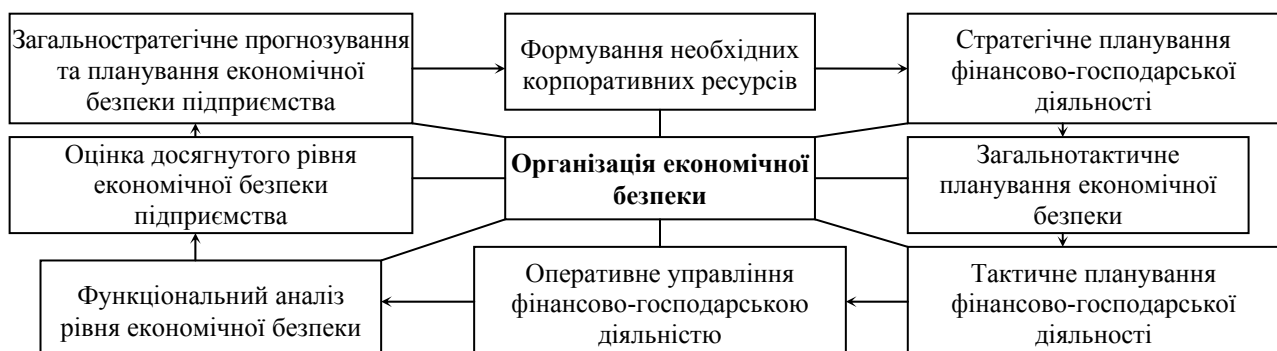 Загальностратегічне прогнозування
та планування економічної
безпеки підприємства
Формування необхідних
корпоративних ресурсів
Стратегічне планування
фінансово-господарської
діяльності
Оцінка досягнутого рівня
економічної безпеки
підприємства
Організація економічної
безпеки
Загальнотактичне
планування економічної
безпеки
Функціональний аналіз
рівня економічної безпеки
Оперативне управління
фінансово-господарською
діяльністю
Тактичне планування
фінансово-господарської
діяльності